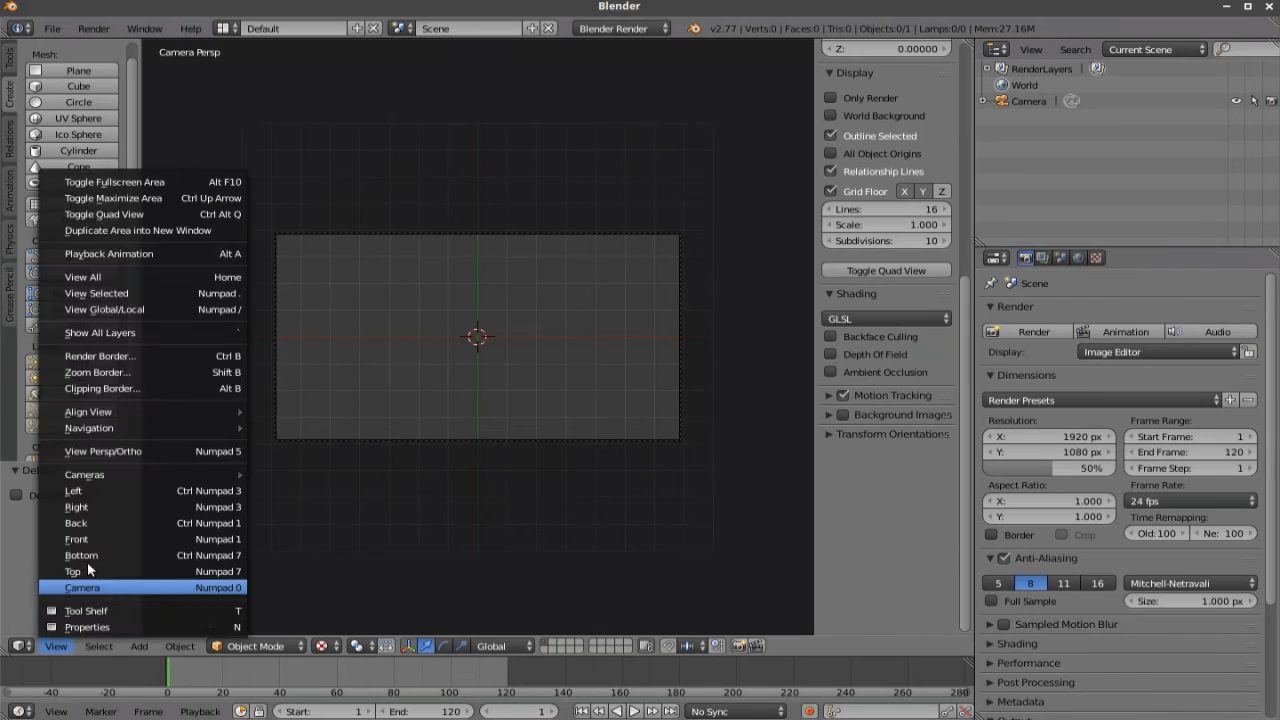 Blender
File Render Window Help Default Scene Blender Render v2.77 | Verts:0 | Faces:0 | Tris:0 | Objects:0/1 | Lamps:0/0 | Mem:27.16M
Tools
Create
Relations
Animation
Physics
Grease Pencil
Mesh:
Plane
Cube
Circle
UV Sphere
Ico Sphere
Cylinder
Cone
Camera Persp
Toggle Fullscreen Area Alt F10
Toggle Maximize Area Ctrl Up Arrow
Toggle Quad View Ctrl Alt Q
Duplicate Area into New Window
Playback Animation Alt A
View All Home
View Selected Numpad .
View Global/Local Numpad /
Show All Layers `
Render Border... Ctrl B
Zoom Border... Shift B
Clipping Border... Alt B
Align View
Navigation
View Persp/Ortho Numpad 5
Cameras
Left Ctrl Numpad 3
Right Numpad 3
Back Ctrl Numpad 1
Front Numpad 1
Bottom Ctrl Numpad 7
Top Numpad 7
Camera Numpad 0
Tool Shelf T
Properties N
Z: 0.00000
Display
Only Render
World Background
Outline Selected
All Object Origins
Relationship Lines
Grid Floor X Y Z
Lines: 16
Scale: 1.000
Subdivisions: 10
Toggle Quad View
Shading
GLSL
Backface Culling
Depth Of Field
Ambient Occlusion
Motion Tracking
Background Images
Transform Orientations
View Search Current Scene
RenderLayers
World
Camera
Scene
Render
Render Animation Audio
Display: Image Editor
Dimensions
Render Presets
Resolution: Frame Range:
X: 1920 px Start Frame: 1
Y: 1080 px End Frame: 120
50% Frame Step: 1
Aspect Ratio: Frame Rate:
X: 1.000 24 fps
Y: 1.000 Time Remapping:
Border Crop Old:100 Ne: 100
Anti-Aliasing
5 8 11 16 Mitchell-Netravali
Full Sample Size: 1.000 px
Sampled Motion Blur
Shading
Performance
Post Processing
Metadata
View Select Add Object Object Mode Global
-40 -20 0 20 40 60 80 100 120 140 160 180 200 220 240 260 280
View Marker Frame Playback Start: 1 End: 120 1 No Sync